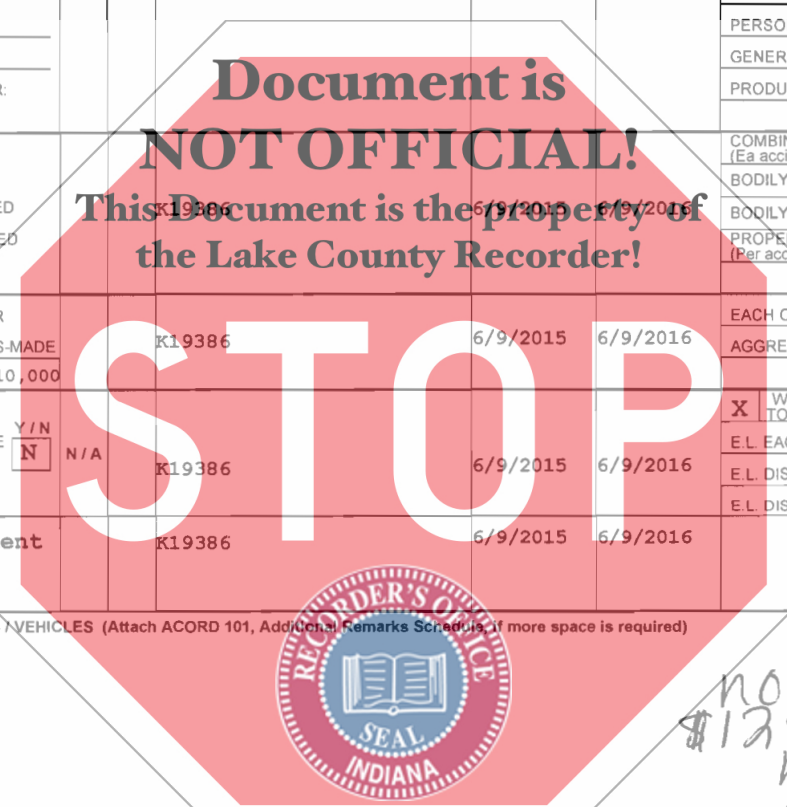 PERSO
GENER
PRODU
Document is
NOT OFFICIAL!
This Document is the property of
the Lake County Recorder!
COMBIN
(Ea acci
BODILY
K19386 6/9/2015 6/9/2016
BODILY
PROPE
(Per acc
ED
ED
R:
R
EACH O
S-MADE
K19386 6/9/2015 6/9/2016
AGGRE
10,000
STOP
X W
TO
Y/N
N
N/A
E
E.L. EAC
K19386 6/9/2015 6/9/2016
E.L. DIS
E.L. DIS
ent K19386 6/9/2015 6/9/2016
/ VEHICLES (Attach ACORD 101, Additional Remarks Schedule, if more space is required)
RECORDER'S OFFICE
SEAL
INDIANA
no
$12